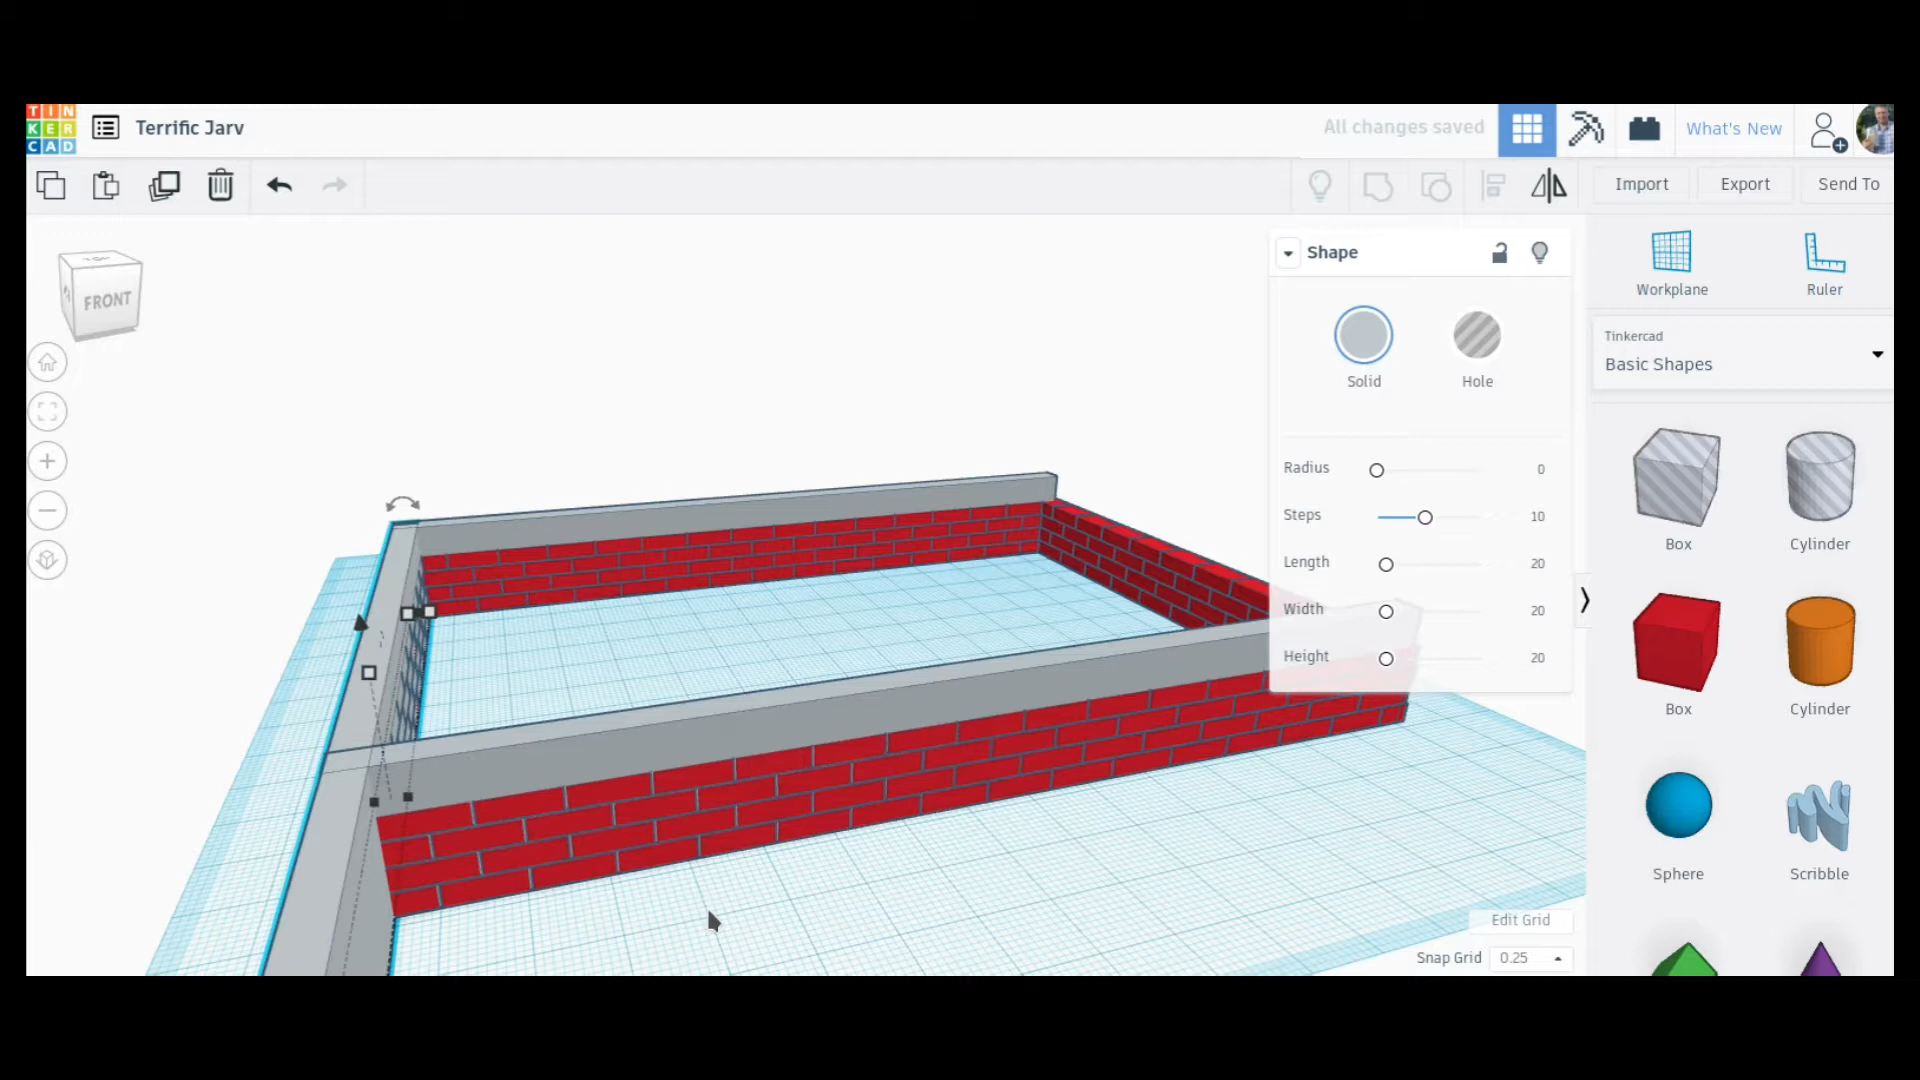 TIN
KER
CAD
Terrific Jarv
All changes saved
What's New
Import
Export
Send To
TOP
FRONT
Shape
Solid
Hole
Radius 0
Steps 10
Length 20
Width 20
Height 20
Workplane
Ruler
Tinkercad
Basic Shapes
Box
Cylinder
Box
Cylinder
Sphere
Scribble
Edit Grid
Snap Grid 0.25